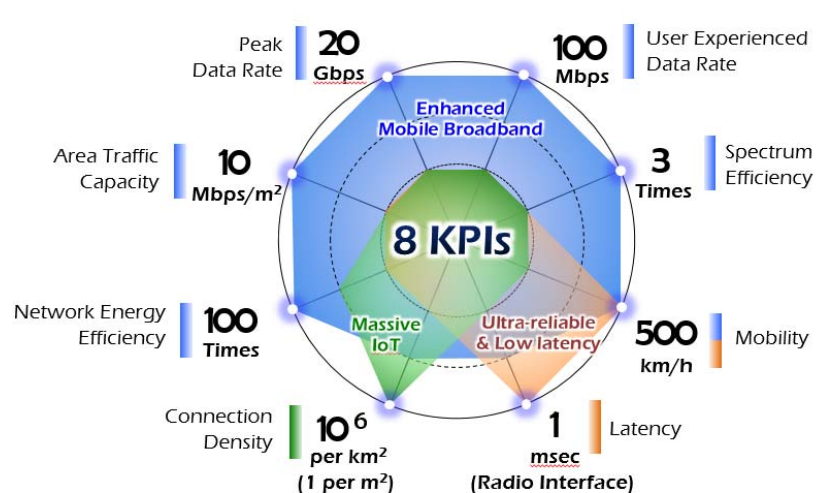 Peak
Data Rate
20
Gbps
100
Mbps
User Experienced
Data Rate
Enhanced
Mobile Broadband
Area Traffic
Capacity
10
Mbps/m²
3
Times
Spectrum
Efficiency
8 KPIs
Network Energy
Efficiency
100
Times
Massive
IoT
Ultra-reliable
& Low latency
500
km/h
Mobility
Connection
Density
10⁶
per km²
(1 per m²)
1
msec
(Radio Interface)
Latency